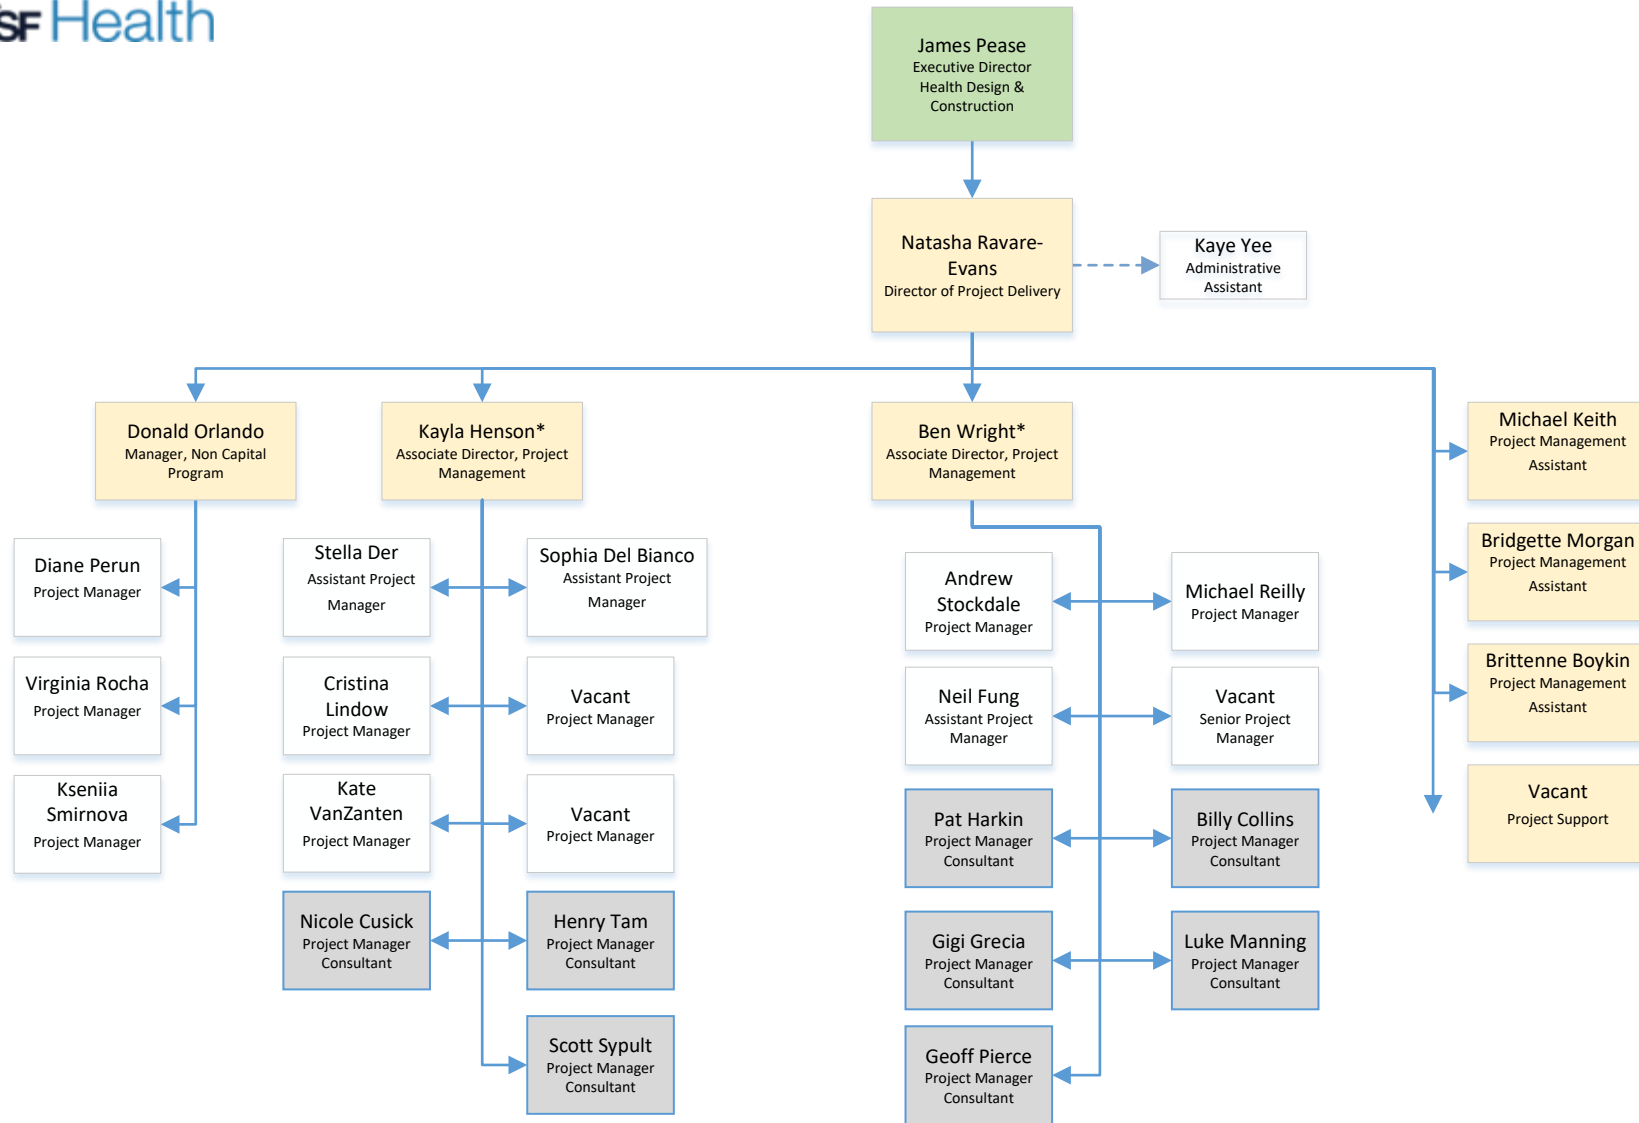 SF Health
James Pease
Executive Director
Health Design &
Construction
Natasha Ravare-
Evans
Director of Project Delivery
Kaye Yee
Administrative
Assistant
Donald Orlando
Manager, Non Capital
Program
Kayla Henson*
Associate Director, Project
Management
Ben Wright*
Associate Director, Project
Management
Michael Keith
Project Management
Assistant
Bridgette Morgan
Project Management
Assistant
Brittenne Boykin
Project Management
Assistant
Vacant
Project Support
Diane Perun
Project Manager
Virginia Rocha
Project Manager
Kseniia
Smirnova
Project Manager
Stella Der
Assistant Project
Manager
Sophia Del Bianco
Assistant Project
Manager
Cristina
Lindow
Project Manager
Vacant
Project Manager
Kate
VanZanten
Project Manager
Vacant
Project Manager
Nicole Cusick
Project Manager
Consultant
Henry Tam
Project Manager
Consultant
Scott Sypult
Project Manager
Consultant
Andrew
Stockdale
Project Manager
Michael Reilly
Project Manager
Neil Fung
Assistant Project
Manager
Vacant
Senior Project
Manager
Pat Harkin
Project Manager
Consultant
Billy Collins
Project Manager
Consultant
Gigi Grecia
Project Manager
Consultant
Luke Manning
Project Manager
Consultant
Geoff Pierce
Project Manager
Consultant